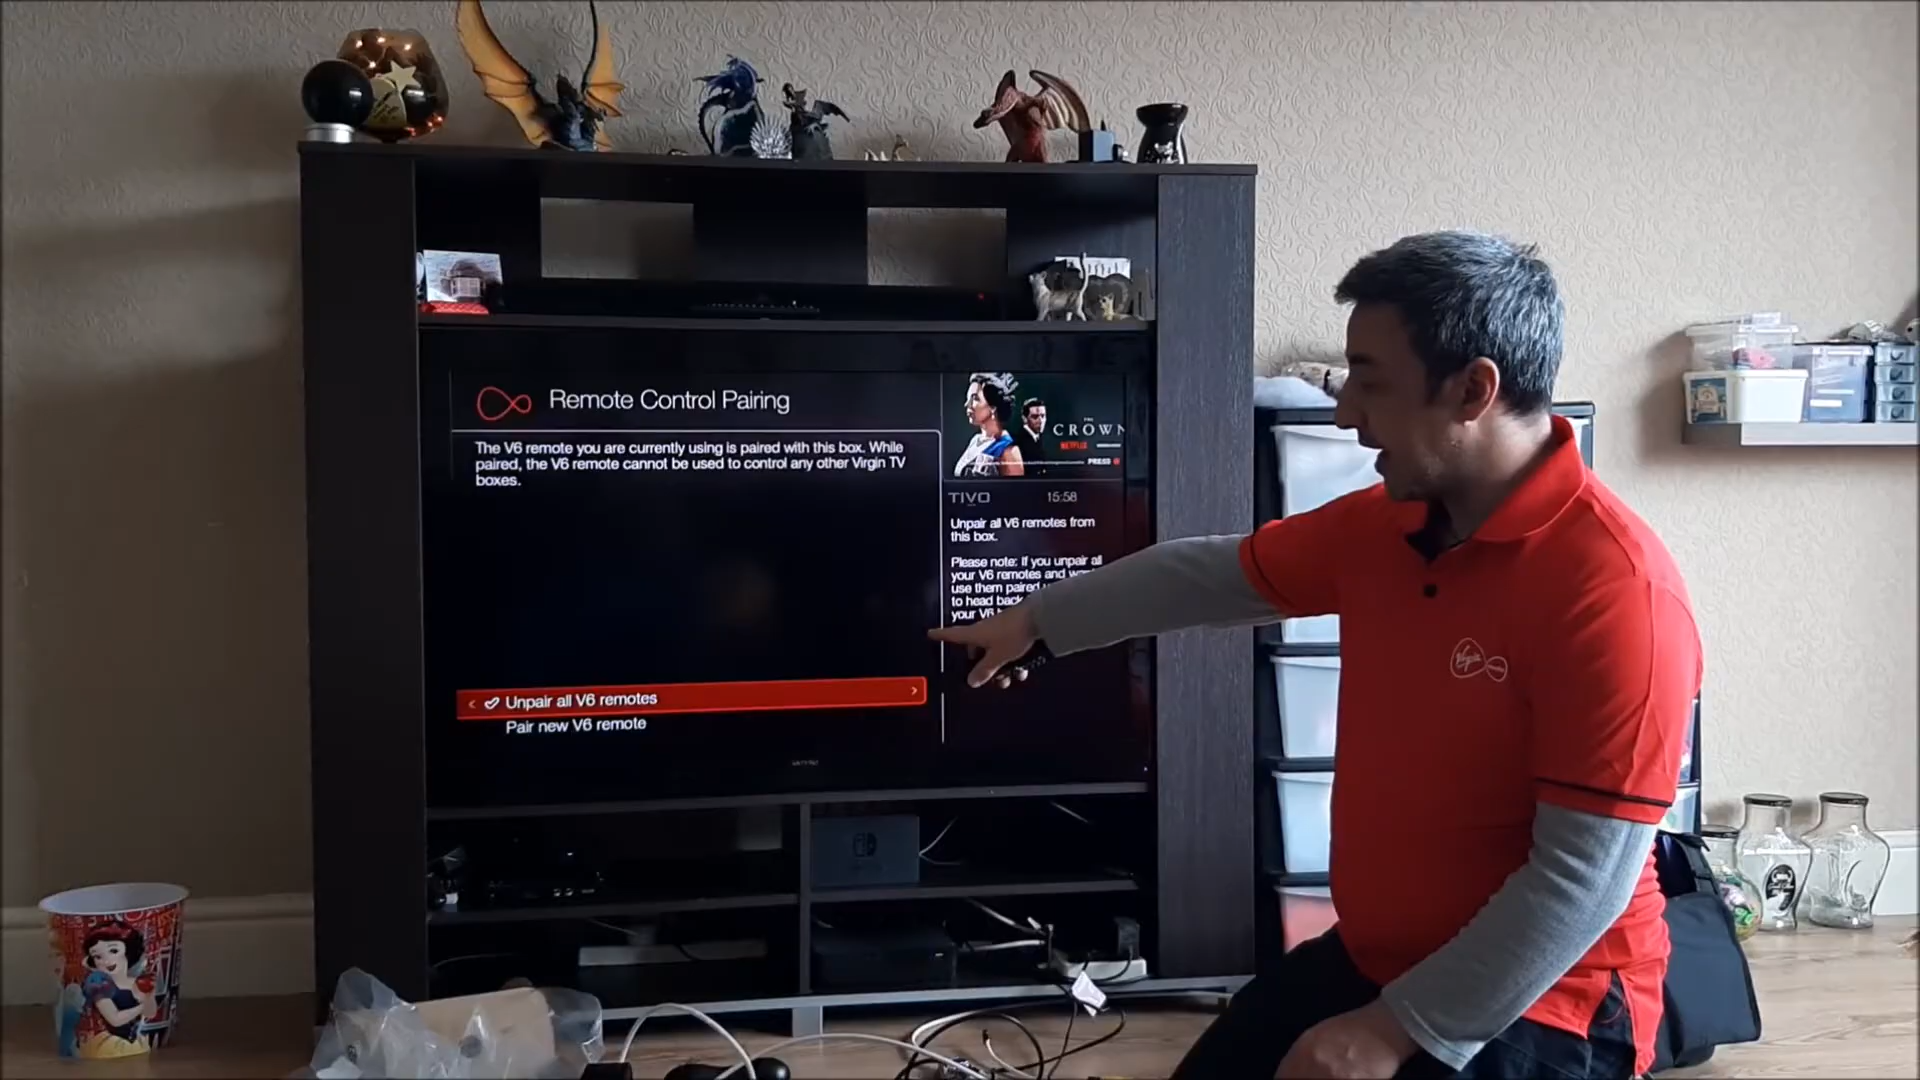 Remote Control Pairing
The V6 remote you are currently using is paired with this box. While
paired, the V6 remote cannot be used to control any other Virgin TV
boxes.
Unpair all V6 remotes
Pair new V6 remote
THE
CROWN
NETFLIX
PRESS
TIVO 15:58
Unpair all V6 remotes from
this box.
Please note: If you unpair all
your V6 remotes and
use them paired
to head back
your V6
Virgin